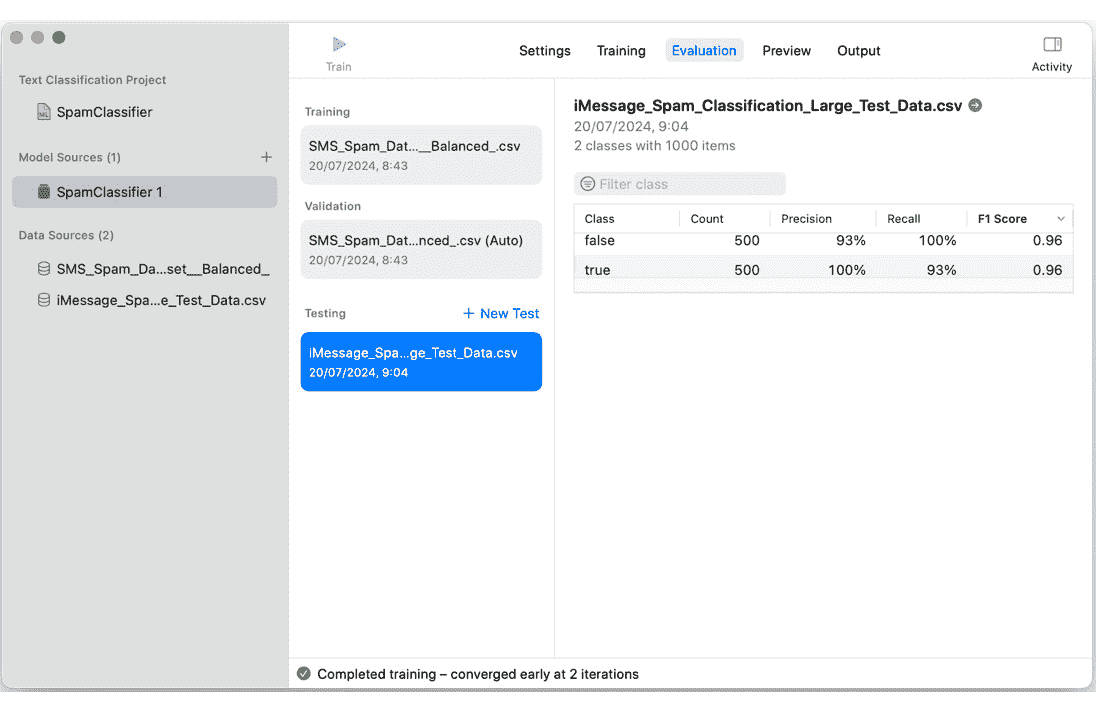 Train
Settings
Training
Evaluation
Preview
Output
Activity
Text Classification Project
SpamClassifier
Model Sources (1)
SpamClassifier 1
Data Sources (2)
SMS_Spam_Da...set__Balanced_
iMessage_Spa...e_Test_Data.csv
Training
SMS_Spam_Dat...__Balanced_.csv
20/07/2024, 8:43
Validation
SMS_Spam_Dat...nced_.csv (Auto)
20/07/2024, 8:43
Testing
+ New Test
iMessage_Spa...ge_Test_Data.csv
20/07/2024, 9:04
iMessage_Spam_Classification_Large_Test_Data.csv
20/07/2024, 9:04
2 classes with 1000 items
Filter class
Class Count Precision Recall F1 Score
false 500 93% 100% 0.96
true 500 100% 93% 0.96
Completed training – converged early at 2 iterations